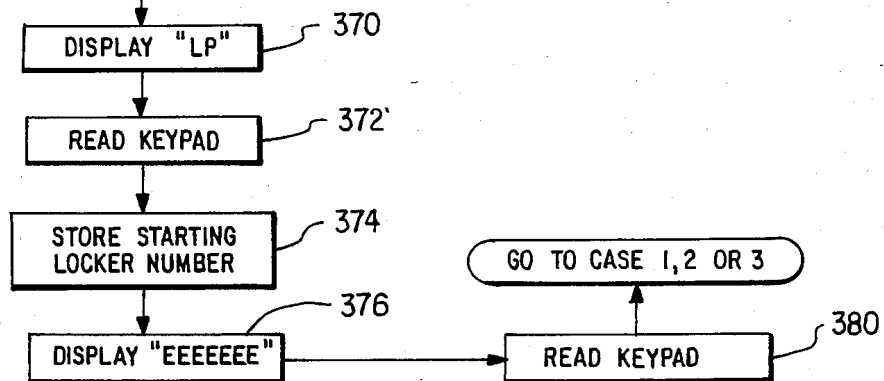 DISPLAY "LP"
370
READ KEYPAD
372
STORE STARTING
LOCKER NUMBER
374
DISPLAY "EEEEEEE"
376
GO TO CASE 1, 2 OR 3
READ KEYPAD
380